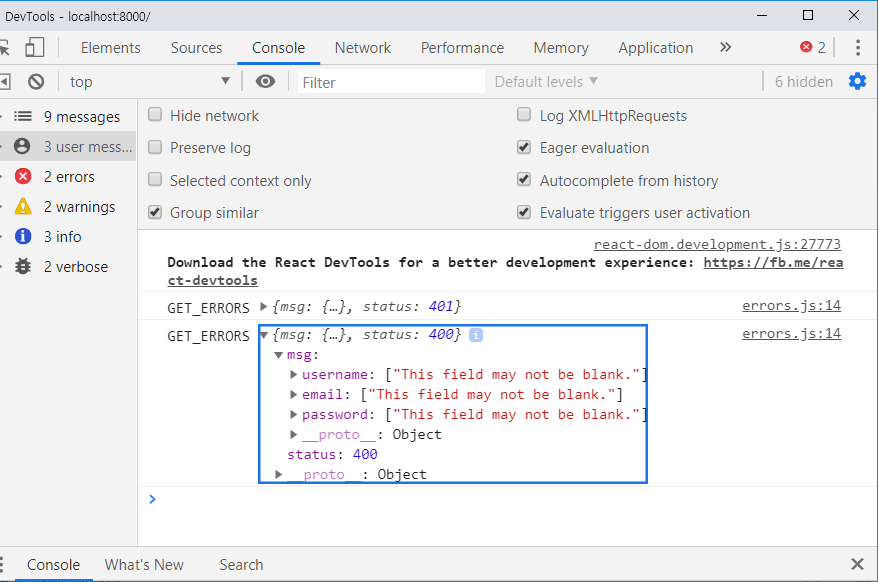 DevTools - localhost:8000/
Elements Sources Console Network Performance Memory Application » 2
top Filter Default levels 6 hidden
9 messages
3 user mess...
2 errors
2 warnings
3 info
2 verbose
Hide network Log XMLHttpRequests
Preserve log Eager evaluation
Selected context only Autocomplete from history
Group similar Evaluate triggers user activation
react-dom.development.js:27773
Download the React DevTools for a better development experience: https://fb.me/rea
ct-devtools
GET_ERRORS ▶{msg: {…}, status: 401} errors.js:14
GET_ERRORS ▼{msg: {…}, status: 400} i errors.js:14
▼msg:
▶username: ["This field may not be blank."]
▶email: ["This field may not be blank."]
▶password: ["This field may not be blank."]
▶__proto__: Object
status: 400
▶__proto__: Object
>
Console What's New Search